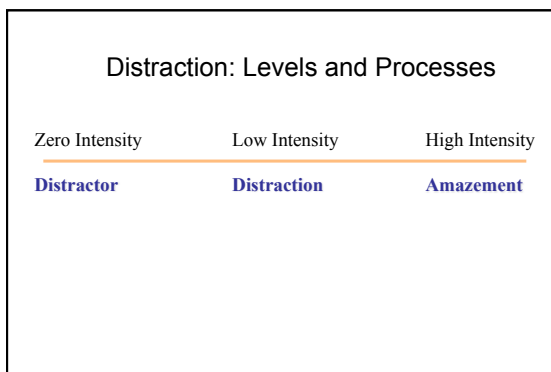 Distraction: Levels and Processes
Zero Intensity Low Intensity High Intensity
Distractor Distraction Amazement